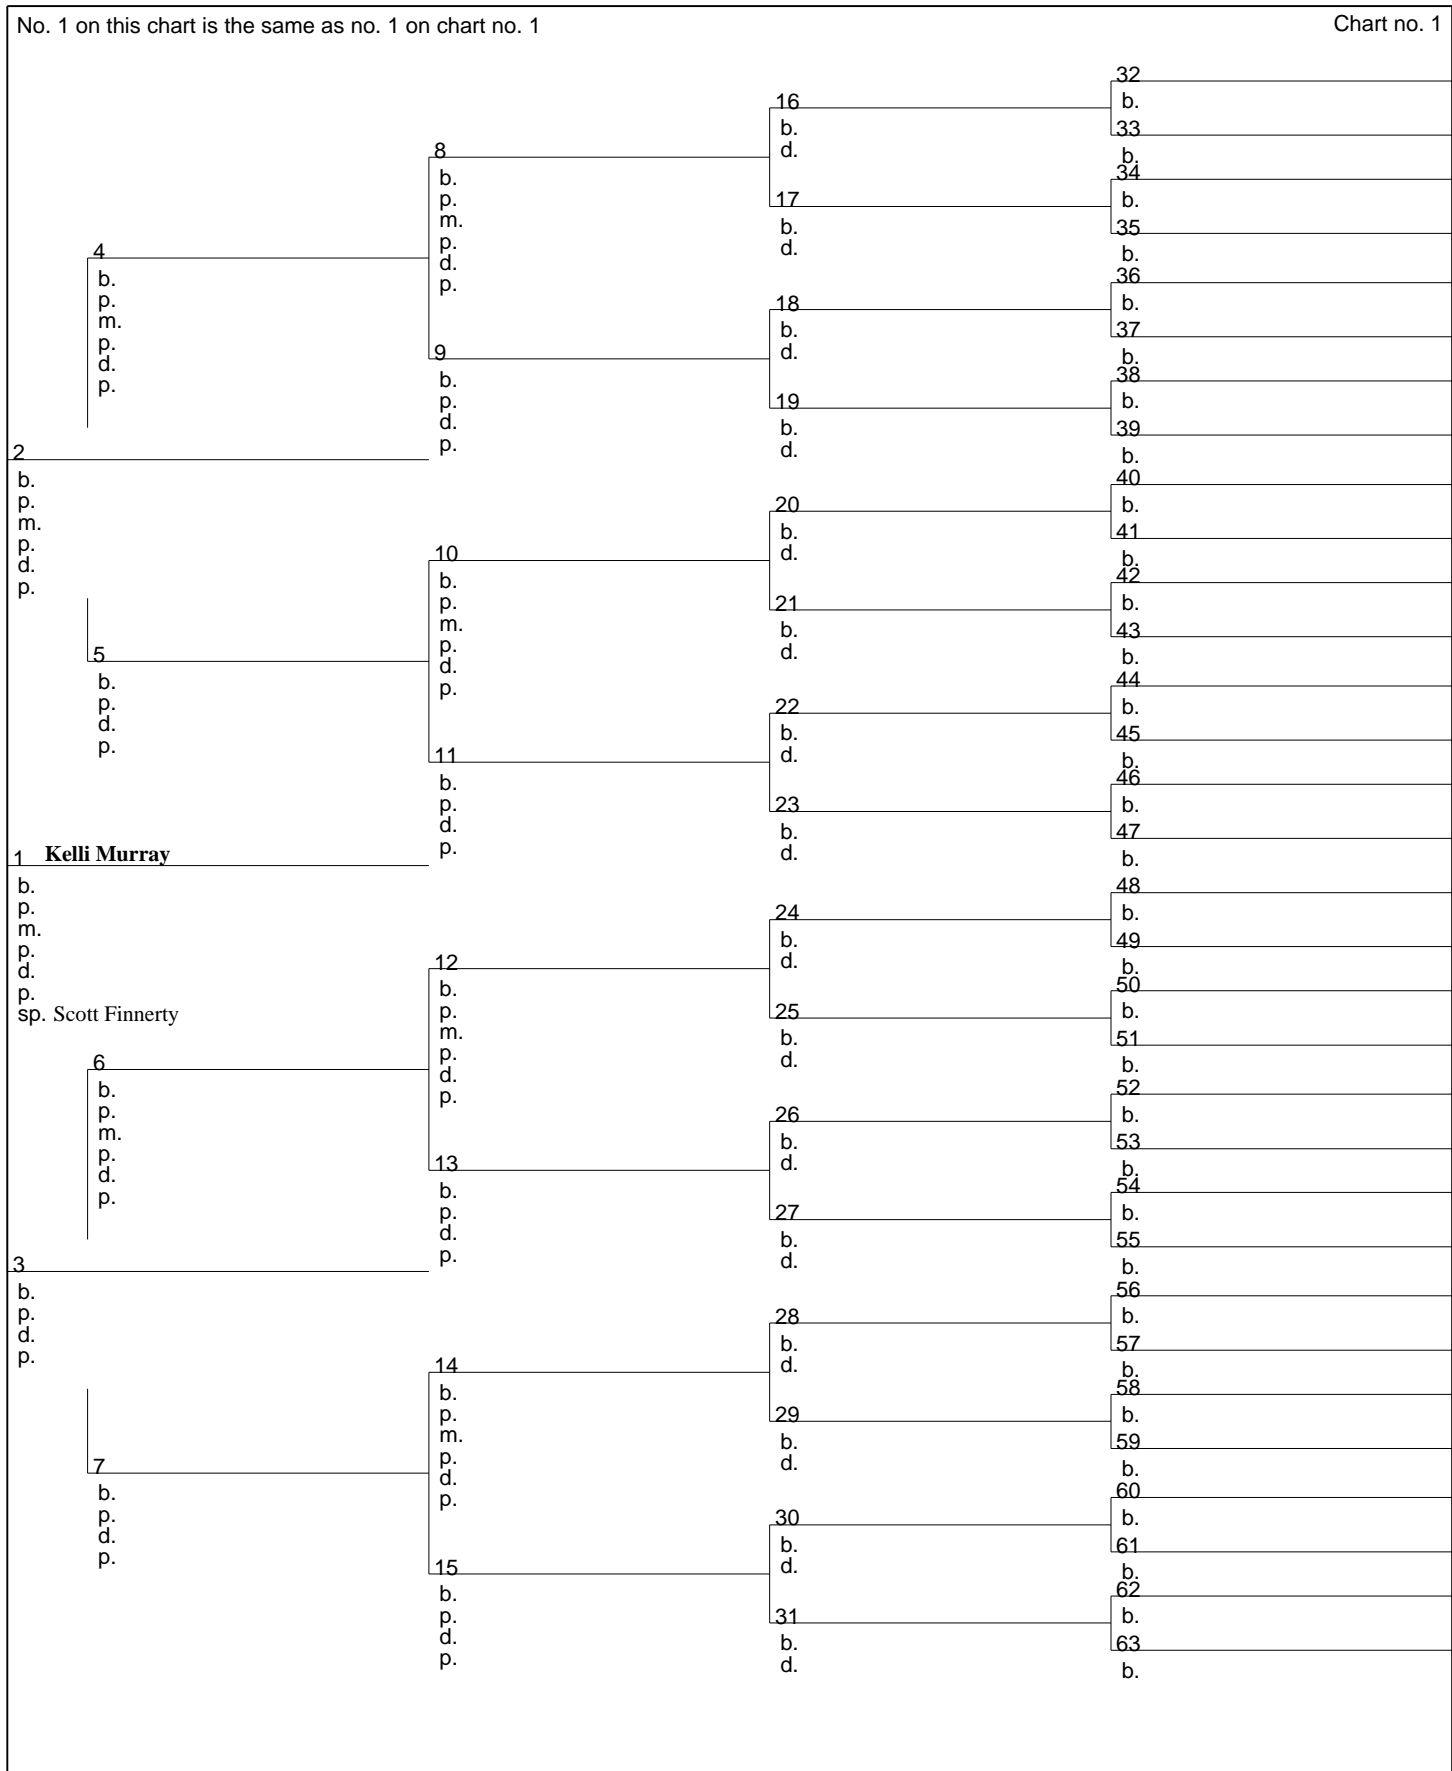 No. 1 on this chart is the same as no. 1 on chart no. 1
Chart no. 1
2
b.
p.
m.
p.
d.
p.
1 Kelli Murray
b.
p.
m.
p.
d.
p.
sp. Scott Finnerty
3
b.
p.
d.
p.
4
b.
p.
m.
p.
d.
p.
5
b.
p.
d.
p.
6
b.
p.
m.
p.
d.
p.
7
b.
p.
d.
p.
8
b.
p.
m.
p.
d.
p.
9
b.
p.
d.
p.
10
b.
p.
m.
p.
d.
p.
11
b.
p.
d.
p.
12
b.
p.
m.
p.
d.
p.
13
b.
p.
d.
p.
14
b.
p.
m.
p.
d.
p.
15
b.
p.
d.
p.
16
b.
d.
17
b.
d.
18
b.
d.
19
b.
d.
20
b.
d.
21
b.
d.
22
b.
d.
23
b.
d.
24
b.
d.
25
b.
d.
26
b.
d.
27
b.
d.
28
b.
d.
29
b.
d.
30
b.
d.
31
b.
d.
32
b.
33
b.
34
b.
35
b.
36
b.
37
b.
38
b.
39
b.
40
b.
41
b.
42
b.
43
b.
44
b.
45
b.
46
b.
47
b.
48
b.
49
b.
50
b.
51
b.
52
b.
53
b.
54
b.
55
b.
56
b.
57
b.
58
b.
59
b.
60
b.
61
b.
62
b.
63
b.